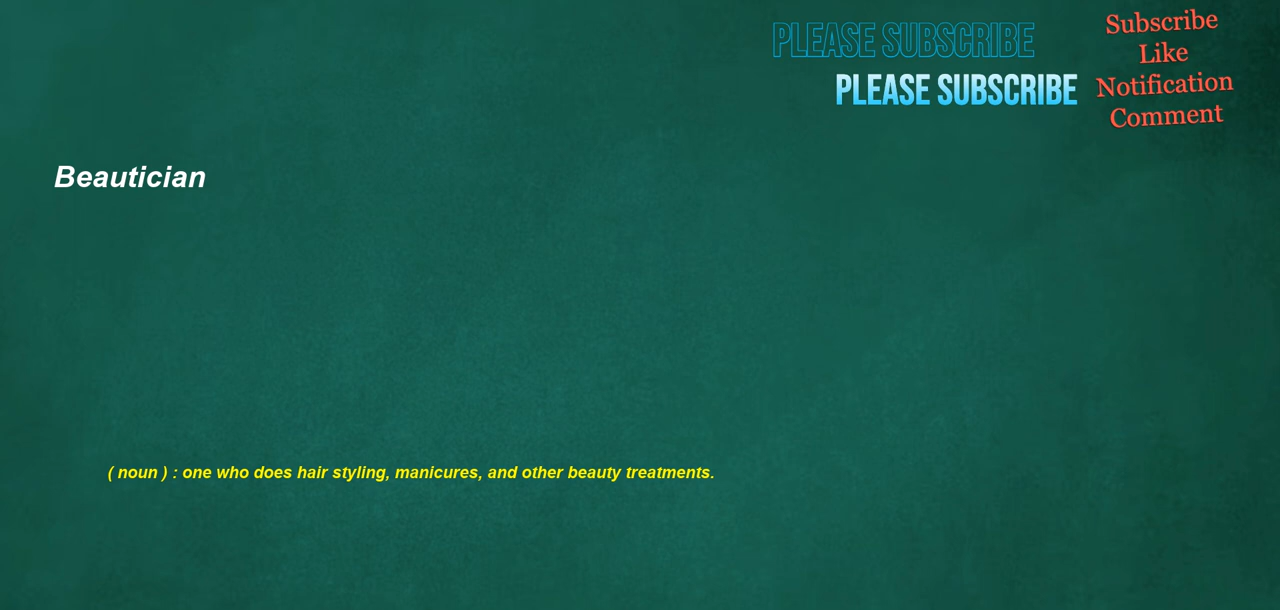 PLEASE SUBSCRIBE
PLEASE SUBSCRIBE
Subscribe
Like
Notification
Comment
Beautician
( noun ) : one who does hair styling, manicures, and other beauty treatments.